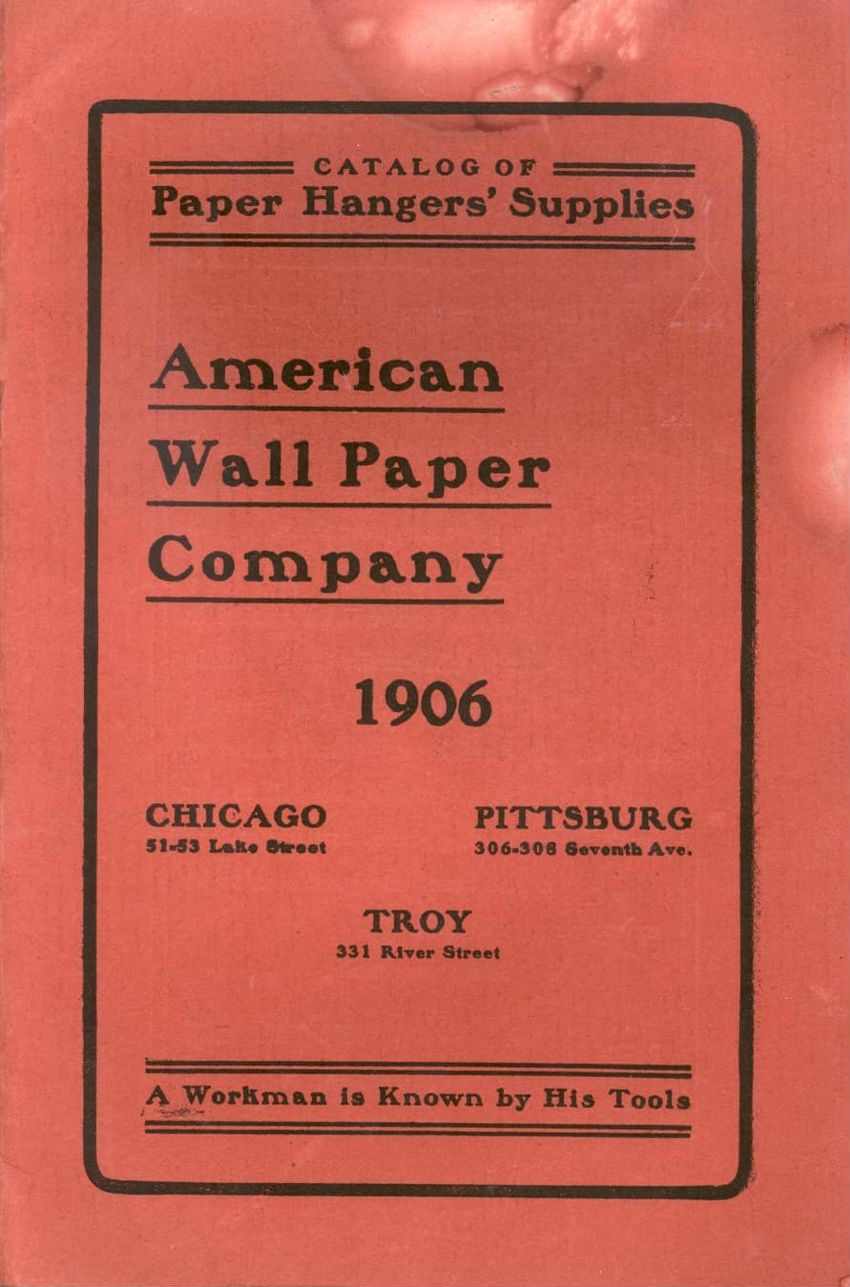 CATALOG OF
Paper Hangers' Supplies
American
Wall Paper
Company
1906
CHICAGO PITTSBURG
51-53 Lake Street 306-308 Seventh Ave.
TROY
331 River Street
A Workman is Known by His Tools